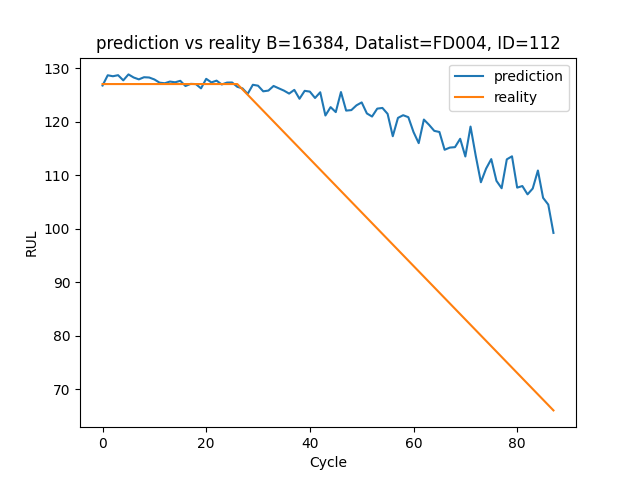 prediction vs reality B=16384, Datalist=FD004, ID=112
prediction
reality
130
120
110
100
90
80
70
RUL
0 20 40 60 80
Cycle